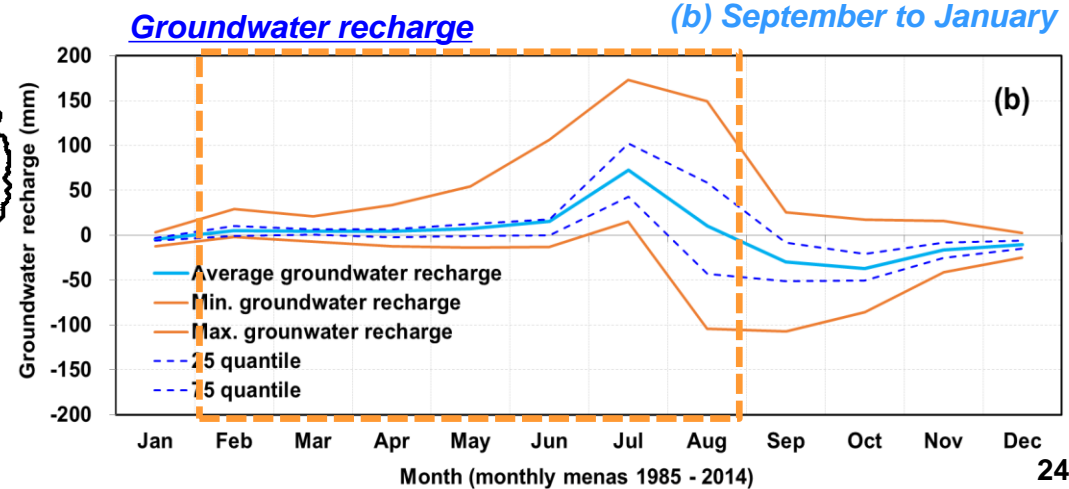 Groundwater recharge
(b) September to January
Groundwater recharge (mm)
200
150
100
50
0
-50
-100
-150
-200
(b)
Average groundwater recharge
Min. groundwater recharge
Max. grounwater recharge
25 quantile
75 quantile
Jan Feb Mar Apr May Jun Jul Aug Sep Oct Nov Dec
Month (monthly menas 1985 - 2014)
24